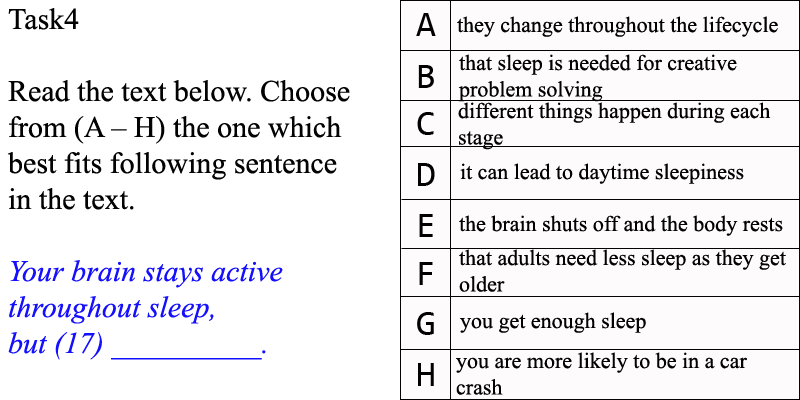 Task4
Read the text below. Choose
from (A – H) the one which
best fits following sentence
in the text.
Your brain stays active
throughout sleep,
but (17) __________.
A they change throughout the lifecycle
B that sleep is needed for creative
problem solving
C different things happen during each
stage
D it can lead to daytime sleepiness
E the brain shuts off and the body rests
F that adults need less sleep as they get
older
G you get enough sleep
H you are more likely to be in a car
crash